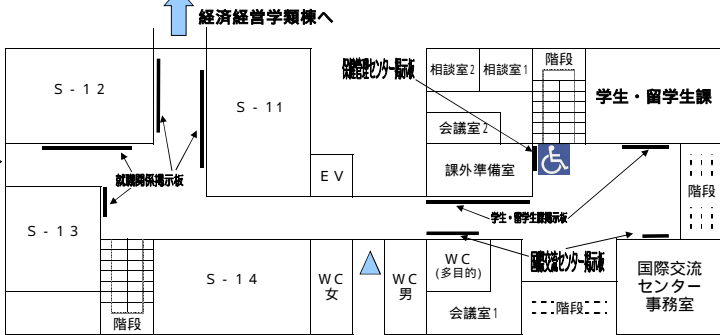 経済経営学類棟へ
保健管理センター掲示板
相談室2
相談室1
階段
S-12
S-11
学生・留学生課
会議室2
課外準備室
EV
就職関係掲示板
階段
学生・留学生課掲示板
S-13
S-14
WC
女
WC
男
WC
(多目的)
国際交流センター掲示板
国際交流
センター
事務室
階段
会議室1
階段